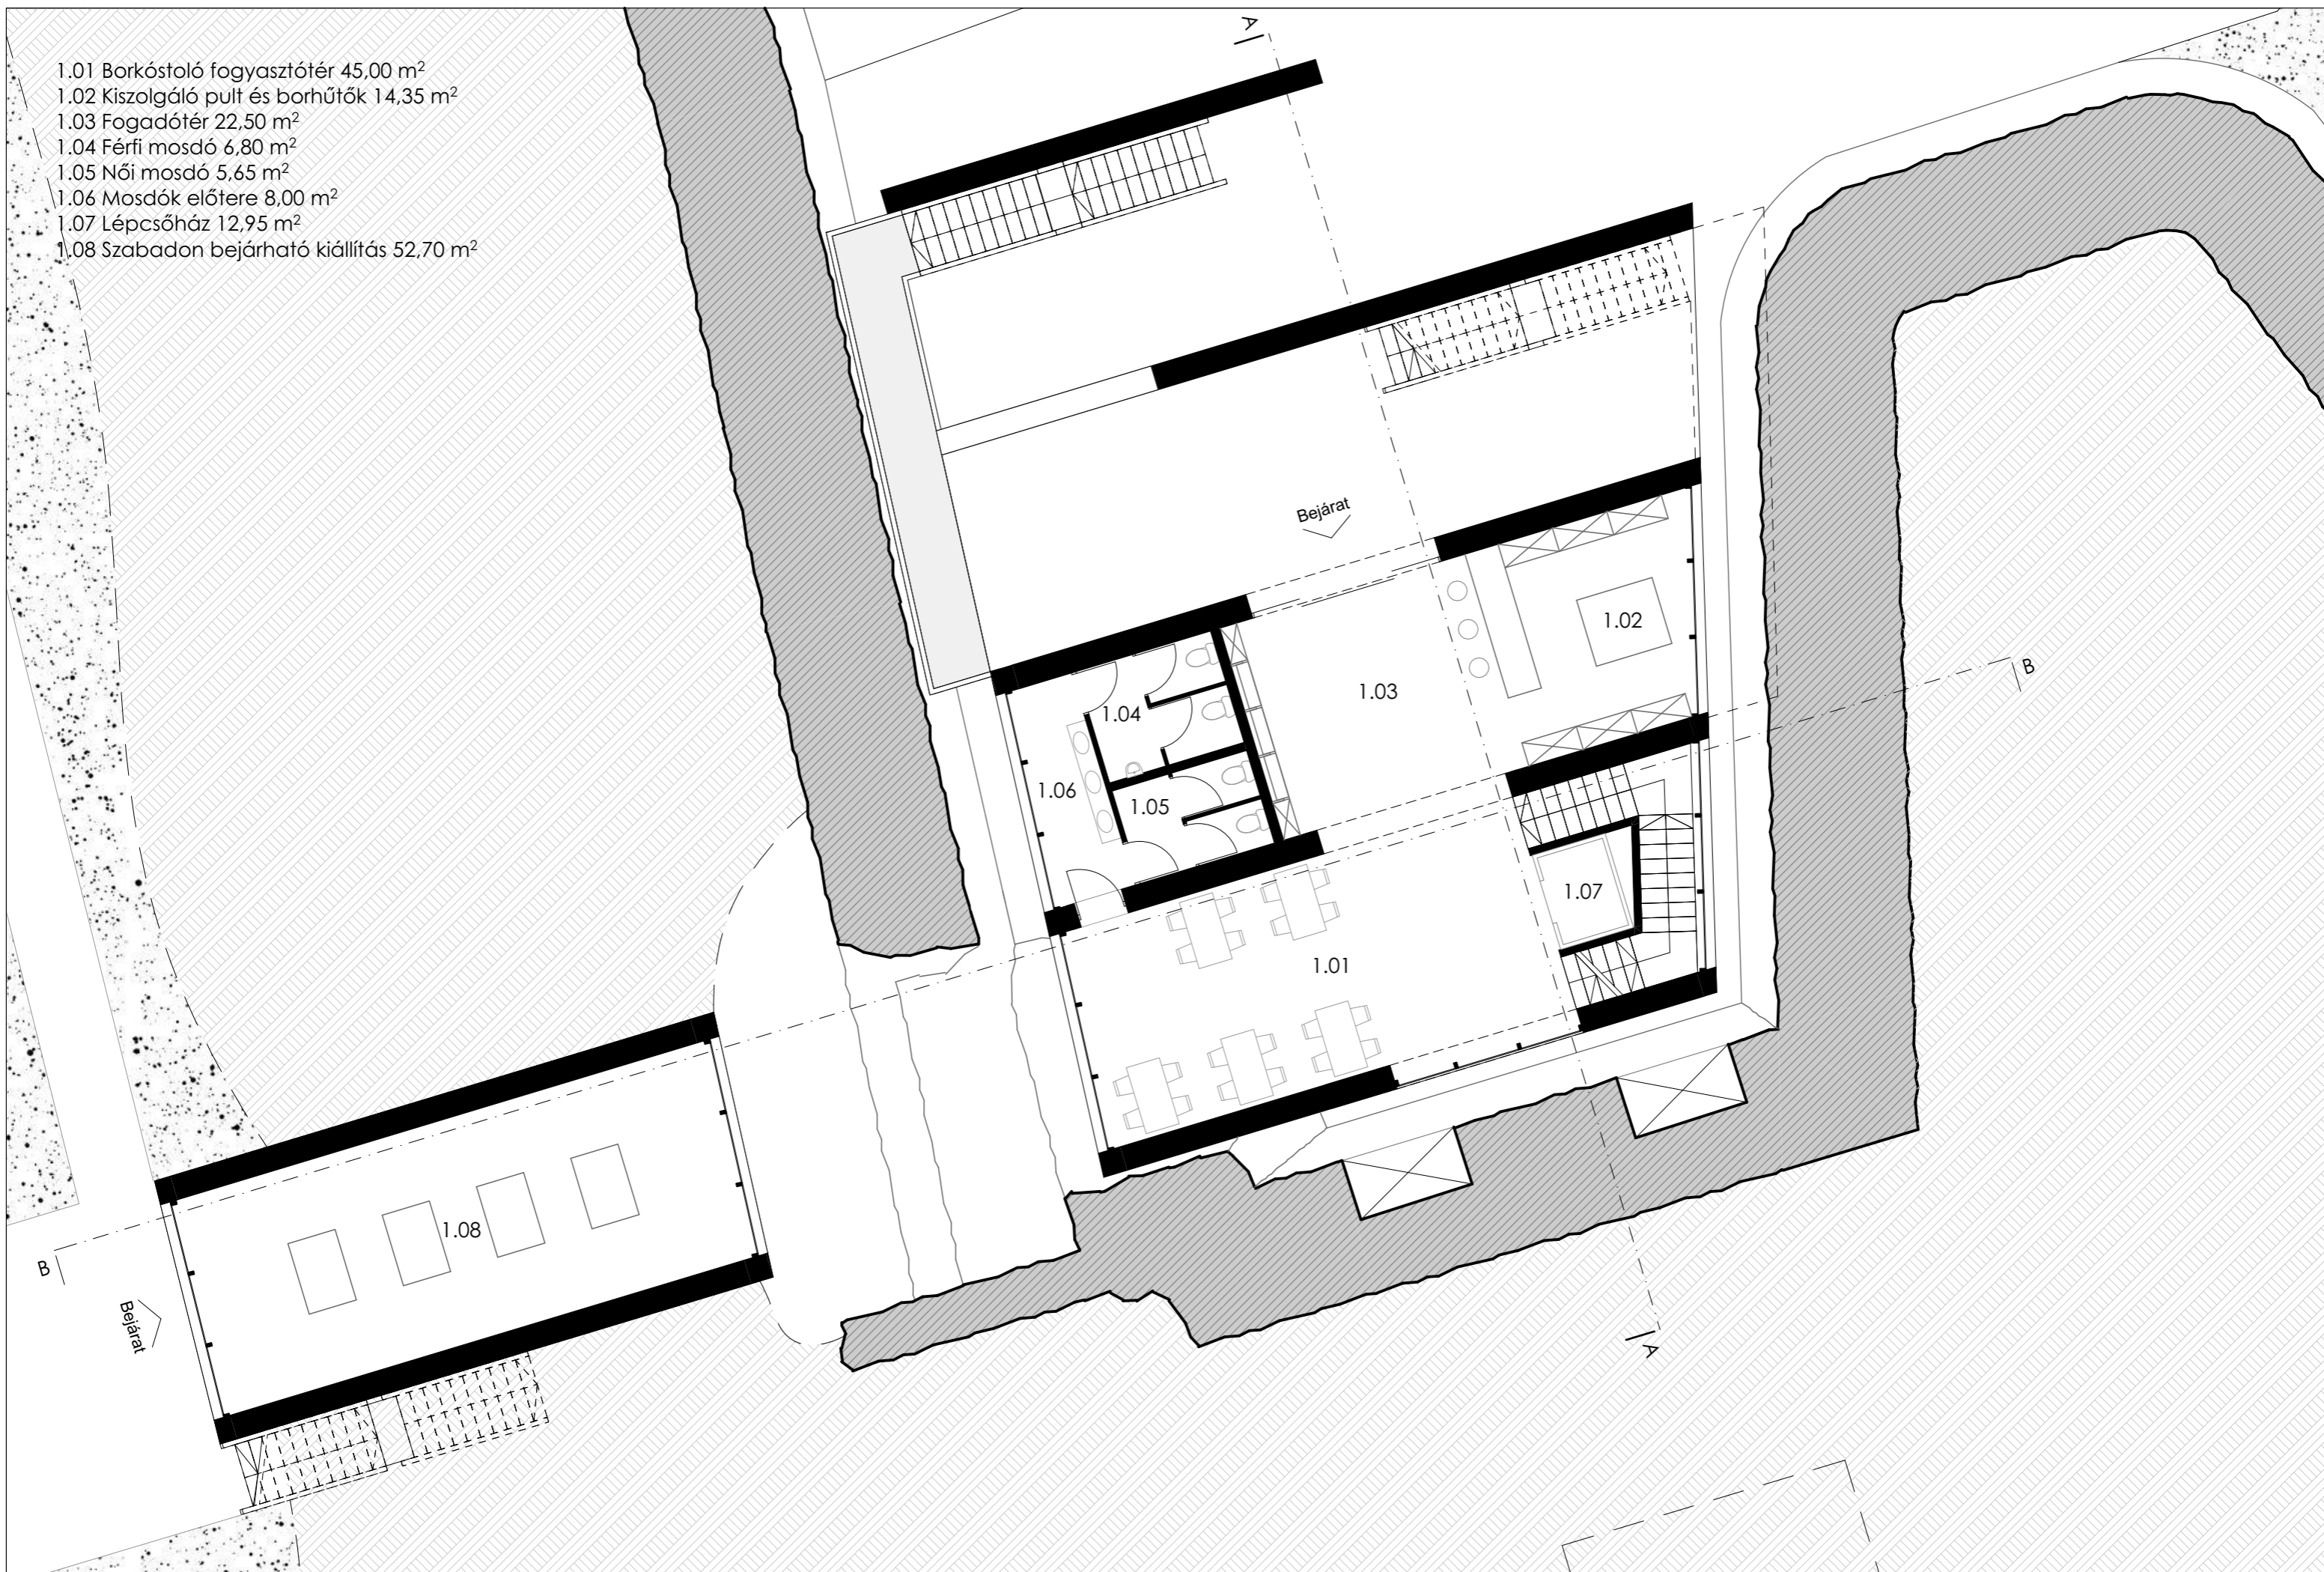 1.01 Borkóstoló fogyasztótér 45,00 m²
1.02 Kiszolgáló pult és borhűtők 14,35 m²
1.03 Fogadótér 22,50 m²
1.04 Férfi mosdó 6,80 m²
1.05 Női mosdó 5,65 m²
1.06 Mosdók előtere 8,00 m²
1.07 Lépcsőház 12,95 m²
1.08 Szabadon bejárható kiállítás 52,70 m²
A
Bejárat
1.02
B
1.03
1.04
1.06
1.05
1.07
1.01
1.08
B
Bejárat
A